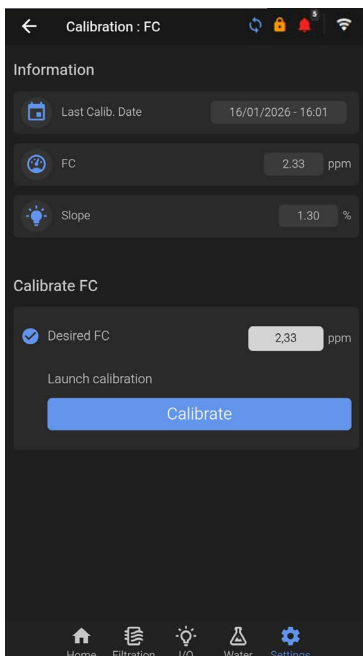 Calibration : FC
5
Information
Last Calib. Date 16/01/2026 - 16:01
FC 2.33 ppm
Slope 1.30 %
Calibrate FC
Desired FC 2,33 ppm
Launch calibration
Calibrate
Home Filtration I/O Water Settings